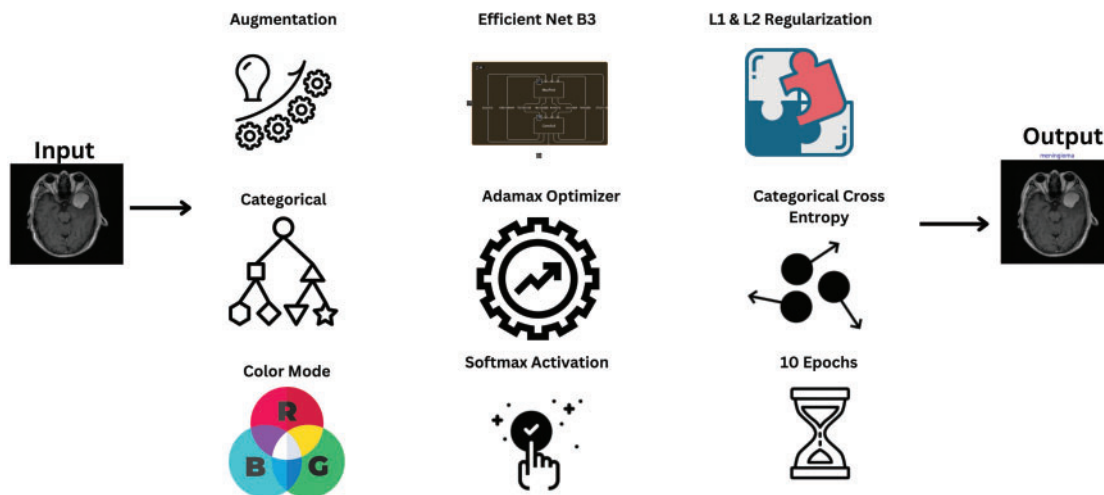 Augmentation
Efficient Net B3
L1 & L2 Regularization
Input
Output
meningioma
Categorical
Adamax Optimizer
Categorical Cross
Entropy
Color Mode
Softmax Activation
10 Epochs
R
B
G